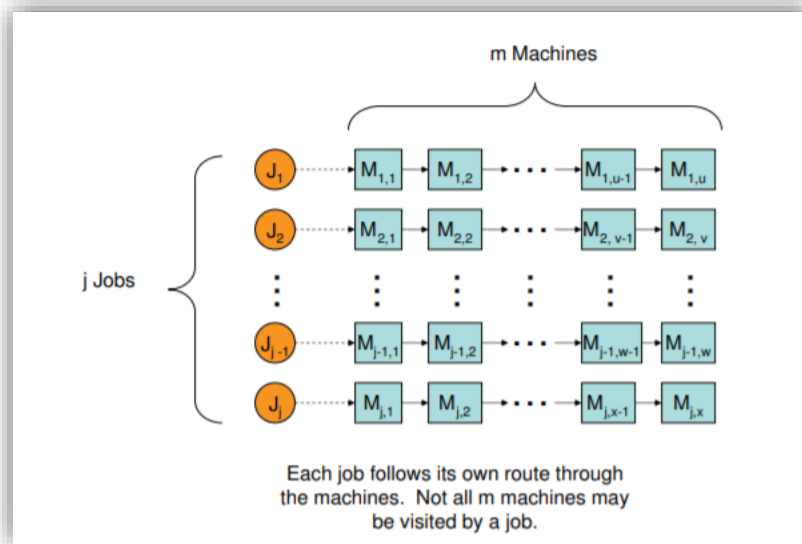 m Machines
J1 M1,1 M1,2 M1,u-1 M1,u
J2 M2,1 M2,2 M2, v-1 M2, v
j Jobs
Jj-1 Mj-1,1 Mj-1,2 Mj-1,w-1 Mj-1,w
Jj Mj,1 Mj,2 Mj,x-1 Mj,x
Each job follows its own route through
the machines. Not all m machines may
be visited by a job.